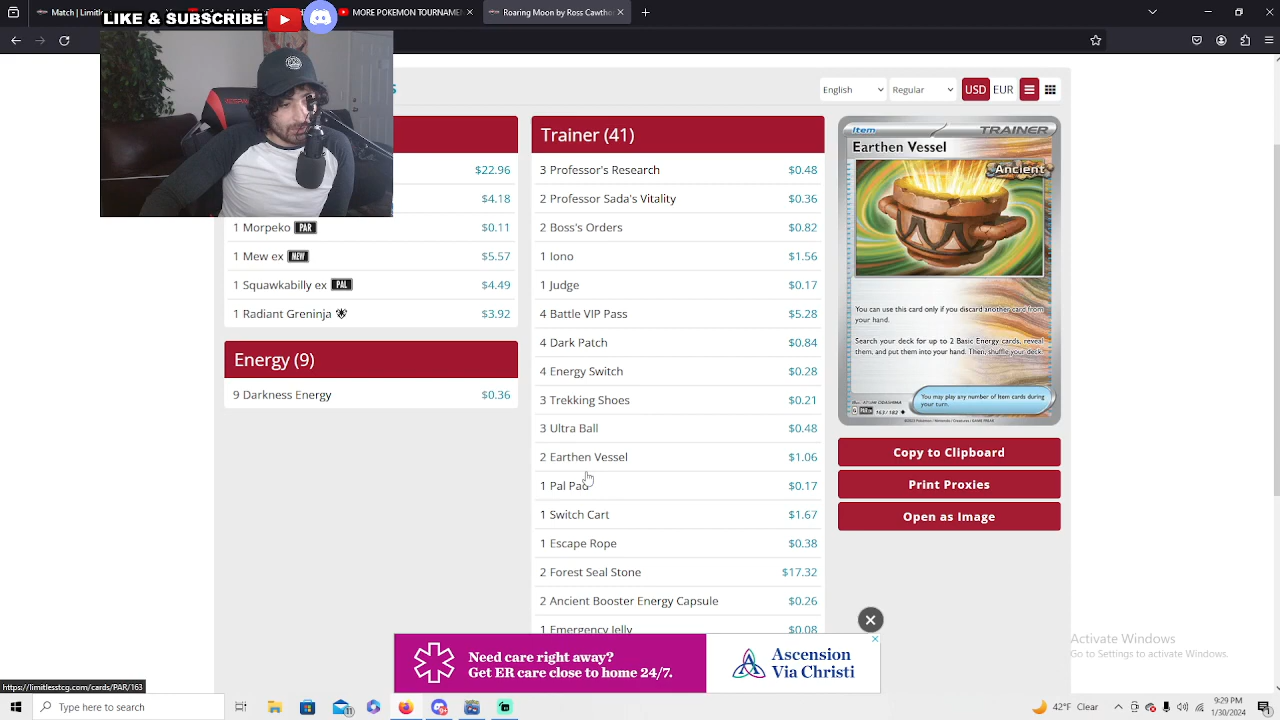 LIKE & SUBSCRIBE
MORE POKEMON TOURNAME
Roaring Moon by Ross Cawtho
English
Regular
USD
EUR
$22.96
$4.18
1 Morpeko PAR $0.11
1 Mew ex MEW $5.57
1 Squawkabilly ex PAL $4.49
1 Radiant Greninja $3.92
Energy (9)
9 Darkness Energy $0.36
Trainer (41)
3 Professor's Research $0.48
2 Professor Sada's Vitality $0.36
2 Boss's Orders $0.82
1 Iono $1.56
1 Judge $0.17
4 Battle VIP Pass $5.28
4 Dark Patch $0.84
4 Energy Switch $0.28
3 Trekking Shoes $0.21
3 Ultra Ball $0.48
2 Earthen Vessel $1.06
1 Pal Pad $0.17
1 Switch Cart $1.67
1 Escape Rope $0.38
2 Forest Seal Stone $17.32
2 Ancient Booster Energy Capsule $0.26
1 Emergency Jelly $0.08
Item TRAINER
Earthen Vessel
Ancient
You can use this card only if you discard another card from
your hand.
Search your deck for up to 2 Basic Energy cards, reveal
them, and put them into your hand. Then, shuffle your deck.
You may play any number of Item cards during
your turn.
163/182
Copy to Clipboard
Print Proxies
Open as Image
Need care right away?
Get ER care close to home 24/7.
Ascension
Via Christi
Activate Windows
Go to Settings to activate Windows.
https://limitlesstcg.com/cards/PAR/163
Type here to search
42°F Clear
9:29 PM
1/30/2024